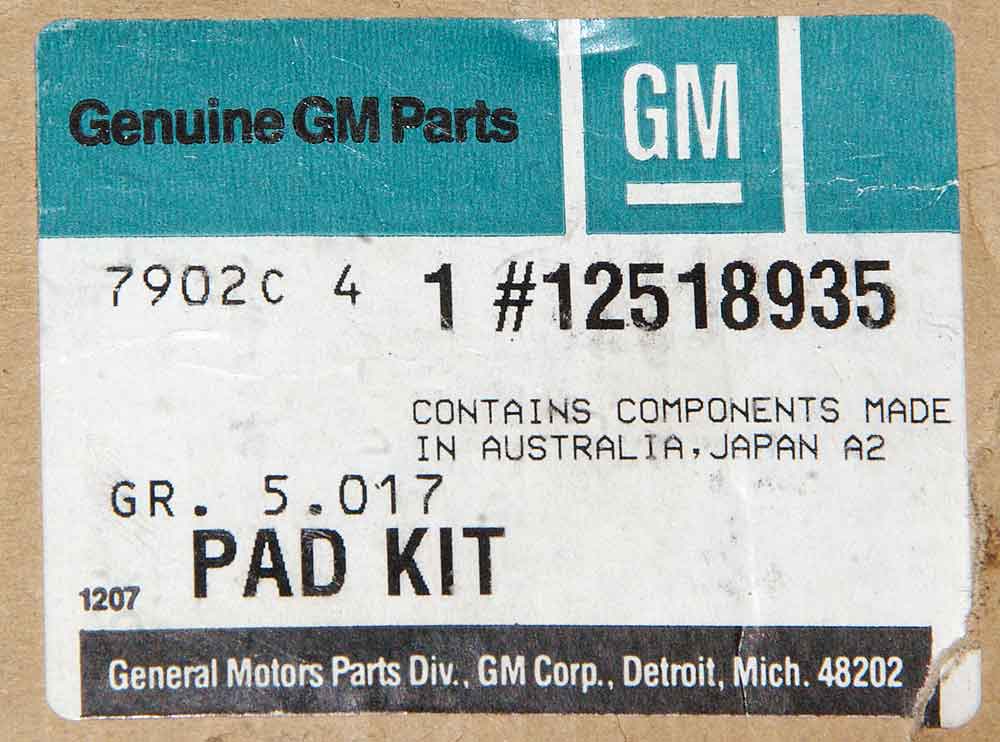 Genuine GM Parts
GM
7902C 4 1 #12518935
CONTAINS COMPONENTS MADE
IN AUSTRALIA,JAPAN A2
GR. 5.017
PAD KIT
1207
General Motors Parts Div., GM Corp., Detroit, Mich. 48202